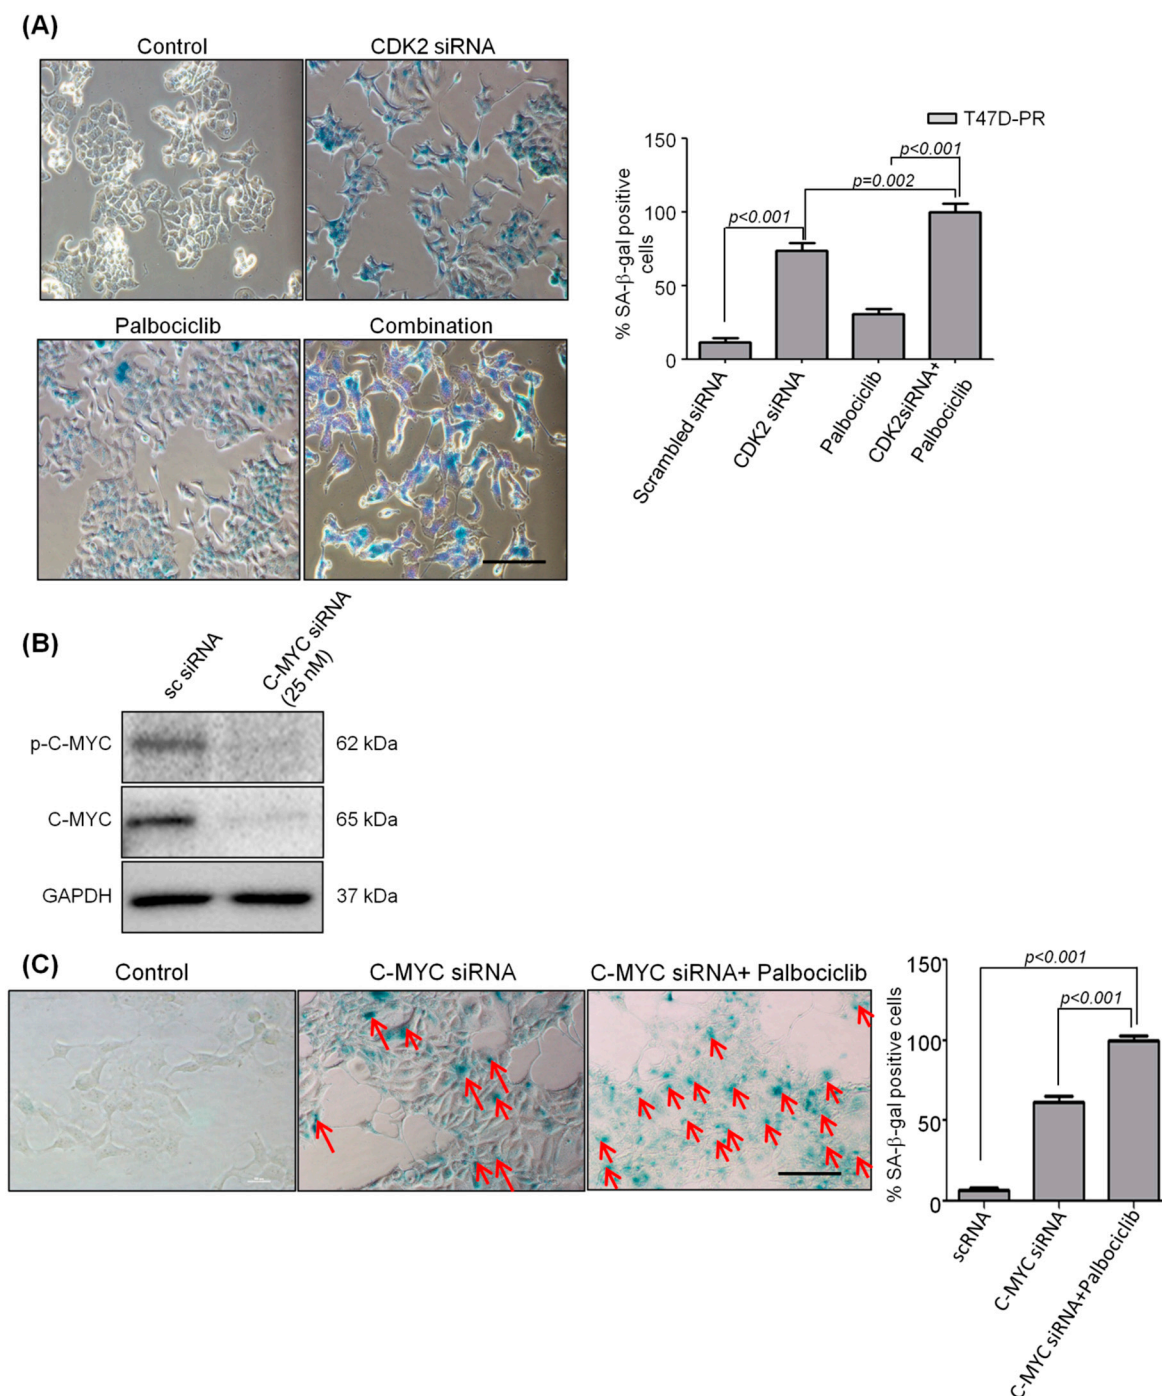 (A)
Control
CDK2 siRNA
Palbociclib
Combination
T47D-PR
% SA-β-gal positive
cells
150
100
50
0
p<0.001
p=0.002
p<0.001
Scrambled siRNA
CDK2 siRNA
Palbociclib
CDK2siRNA+
Palbociclib
(B)
sc siRNA
C-MYC siRNA
(25 nM)
p-C-MYC
62 kDa
C-MYC
65 kDa
GAPDH
37 kDa
(C)
Control
C-MYC siRNA
C-MYC siRNA+ Palbociclib
% SA-β-gal positive cells
150
100
50
0
p<0.001
p<0.001
scRNA
C-MYC siRNA
C-MYC siRNA+Palbociclib